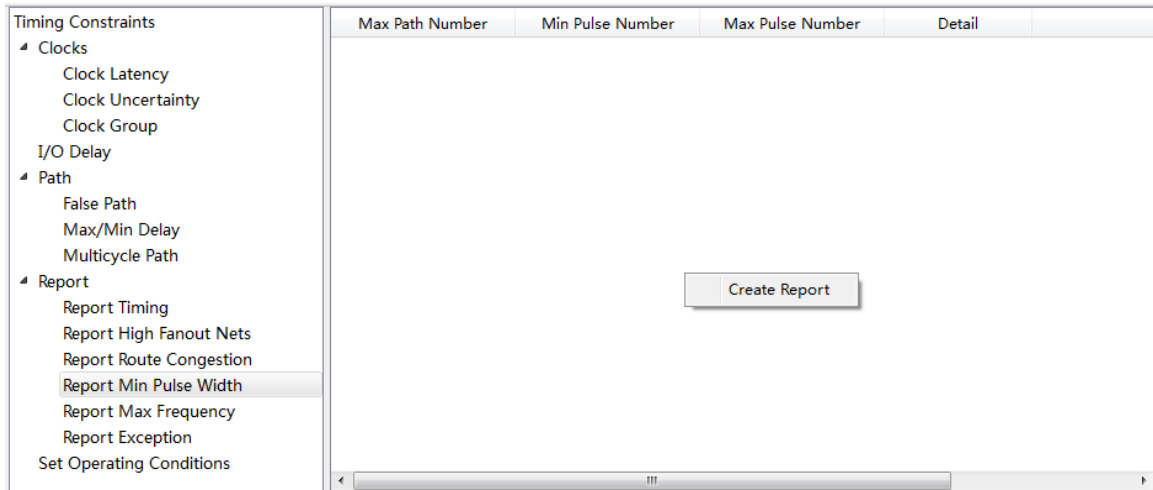 Timing Constraints
Clocks
Clock Latency
Clock Uncertainty
Clock Group
I/O Delay
Path
False Path
Max/Min Delay
Multicycle Path
Report
Report Timing
Report High Fanout Nets
Report Route Congestion
Report Min Pulse Width
Report Max Frequency
Report Exception
Set Operating Conditions
Max Path Number Min Pulse Number Max Pulse Number Detail
Create Report